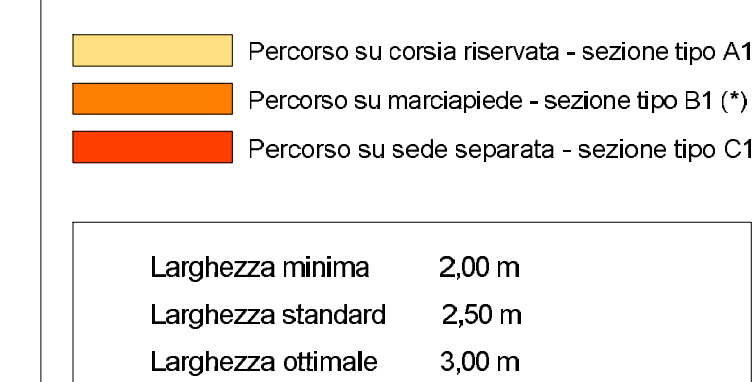 Percorso su corsia riservata - sezione tipo A1
Percorso su marciapiede - sezione tipo B1 (*)
Percorso su sede separata - sezione tipo C1
Larghezza minima 2,00 m
Larghezza standard 2,50 m
Larghezza ottimale 3,00 m